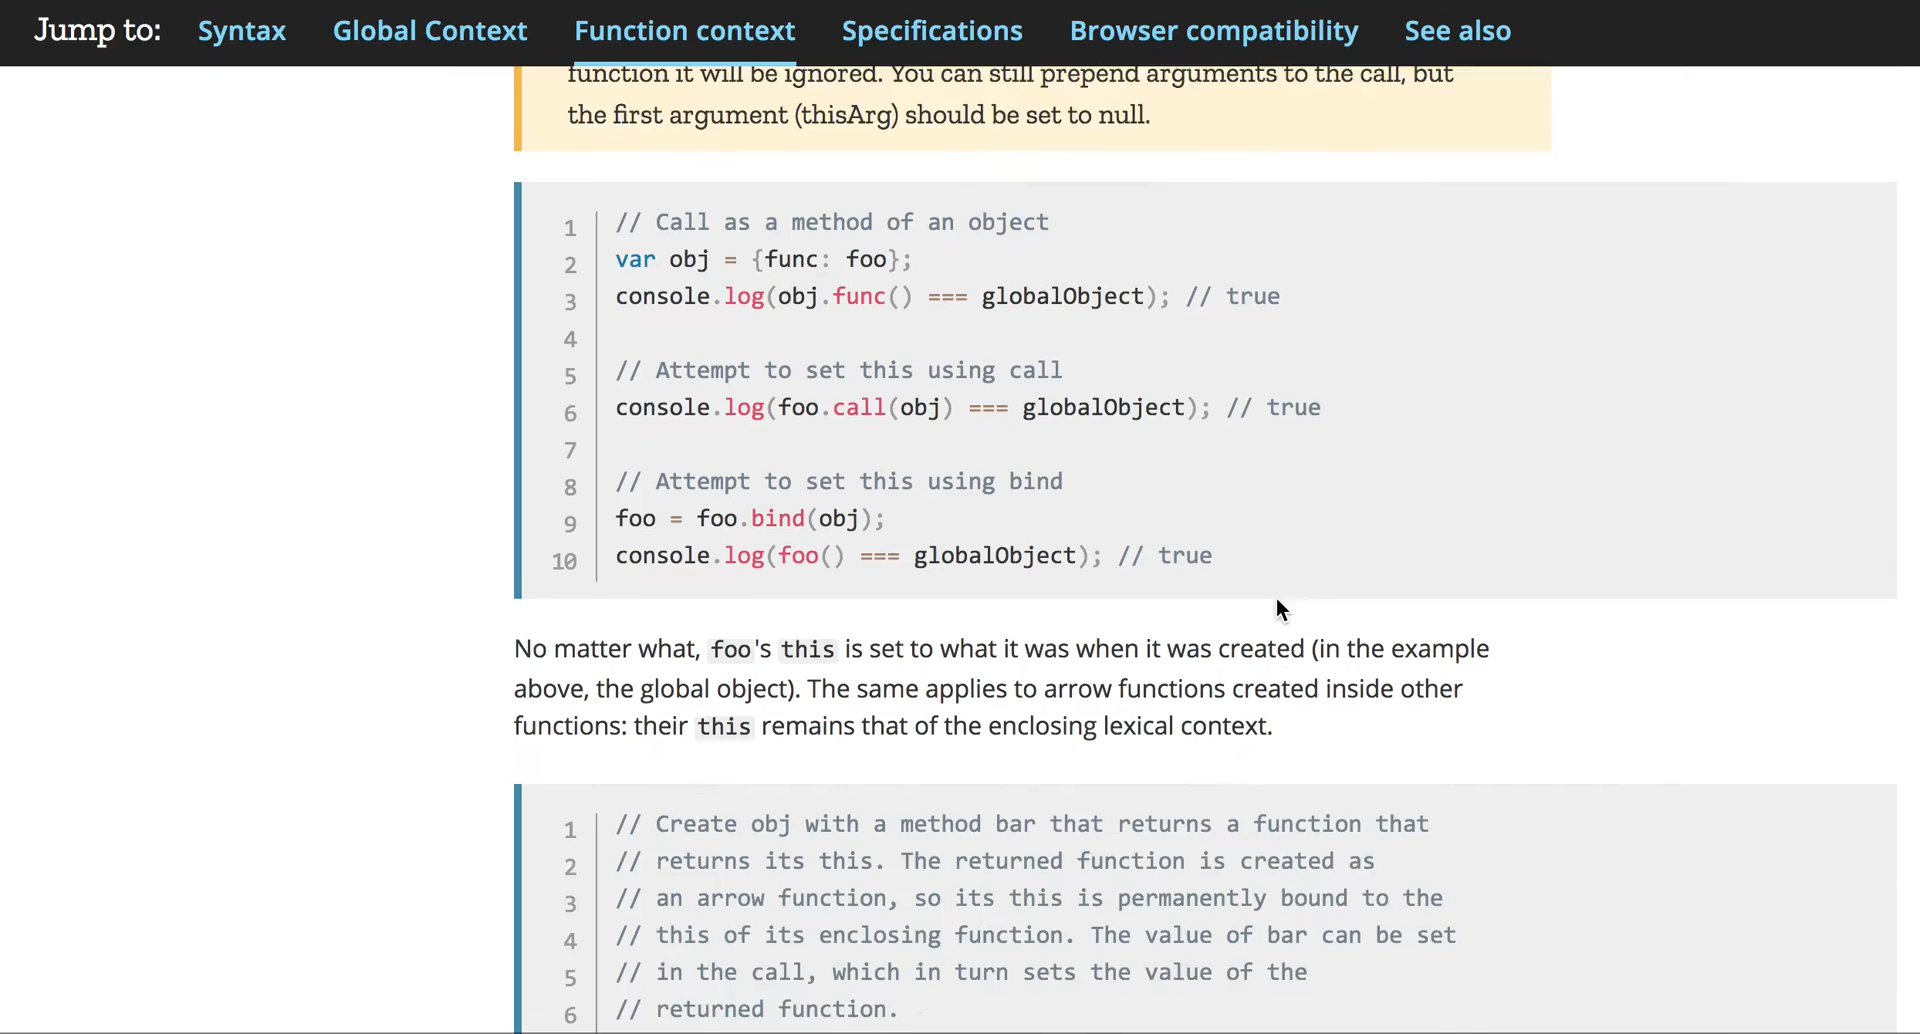 Jump to: Syntax Global Context Function context Specifications Browser compatibility See also
function it will be ignored. You can still prepend arguments to the call, but
the first argument (thisArg) should be set to null.
1 // Call as a method of an object
2 var obj = {func: foo};
3 console.log(obj.func() === globalObject); // true
4
5 // Attempt to set this using call
6 console.log(foo.call(obj) === globalObject); // true
7
8 // Attempt to set this using bind
9 foo = foo.bind(obj);
10 console.log(foo() === globalObject); // true
No matter what, foo's this is set to what it was when it was created (in the example
above, the global object). The same applies to arrow functions created inside other
functions: their this remains that of the enclosing lexical context.
1 // Create obj with a method bar that returns a function that
2 // returns its this. The returned function is created as
3 // an arrow function, so its this is permanently bound to the
4 // this of its enclosing function. The value of bar can be set
5 // in the call, which in turn sets the value of the
6 // returned function.